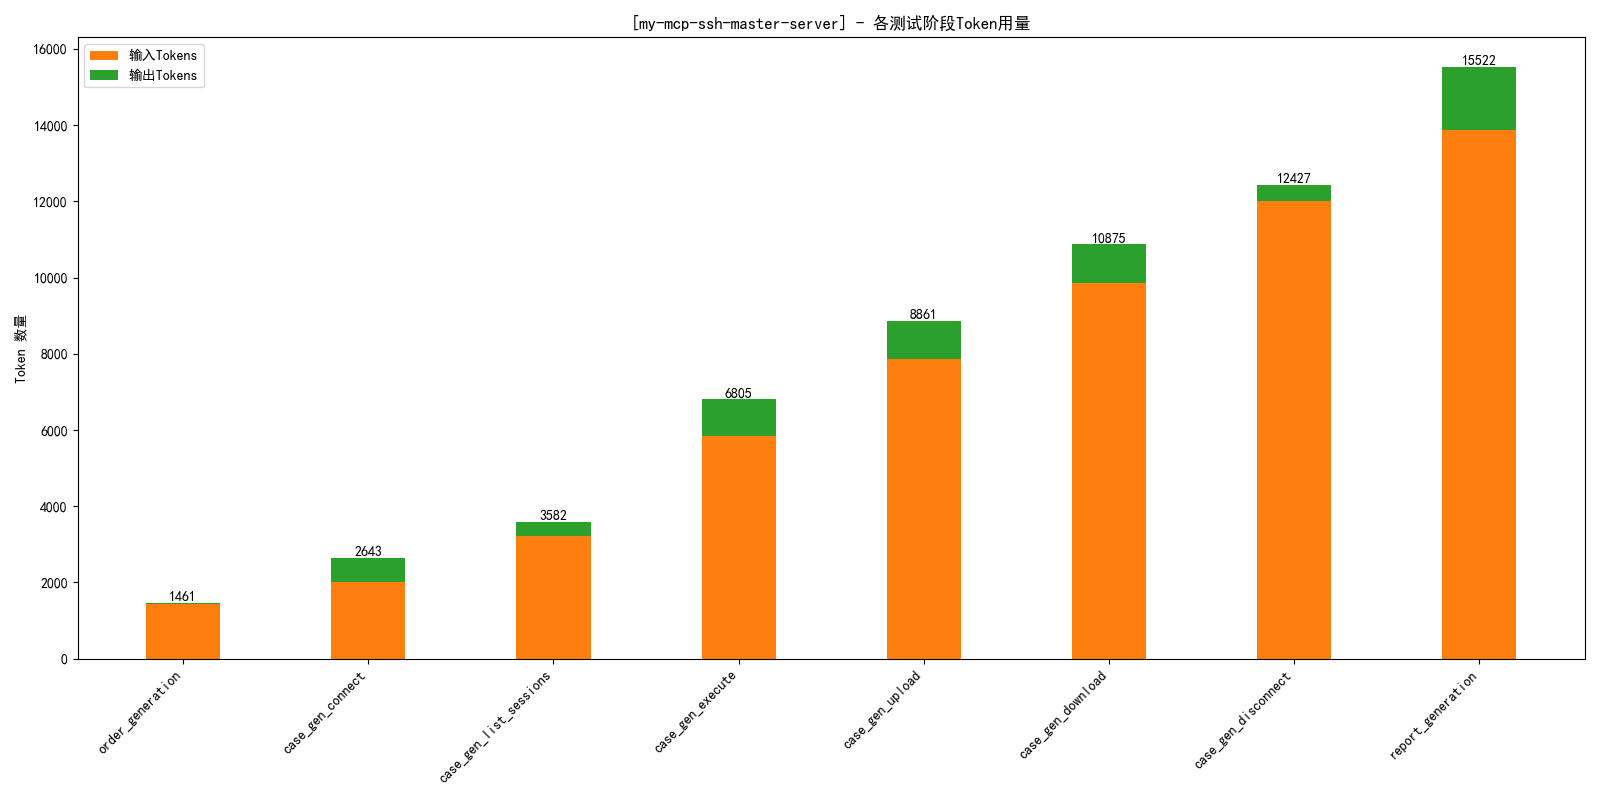 [my-mcp-ssh-master-server] - 各测试阶段Token用量
输入Tokens
输出Tokens
Token 数量
16000
14000
12000
10000
8000
6000
4000
2000
0
1461
2643
3582
6805
8861
10875
12427
15522
order_generation
case_gen_connect
case_gen_list_sessions
case_gen_execute
case_gen_upload
case_gen_download
case_gen_disconnect
report_generation